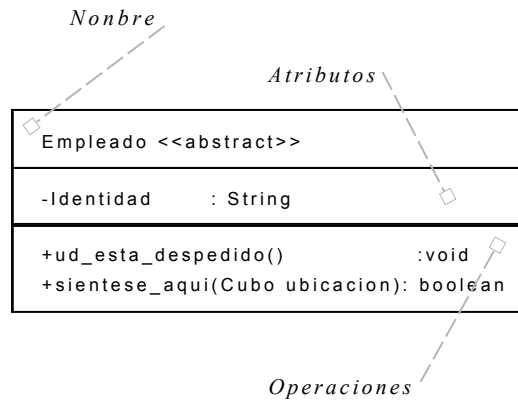 Nonbre
Atributos
Empleado <<abstract>>
-Identidad : String
+ud_esta_despedido() :void
+sientese_aqui(Cubo ubicacion): boolean
Operaciones